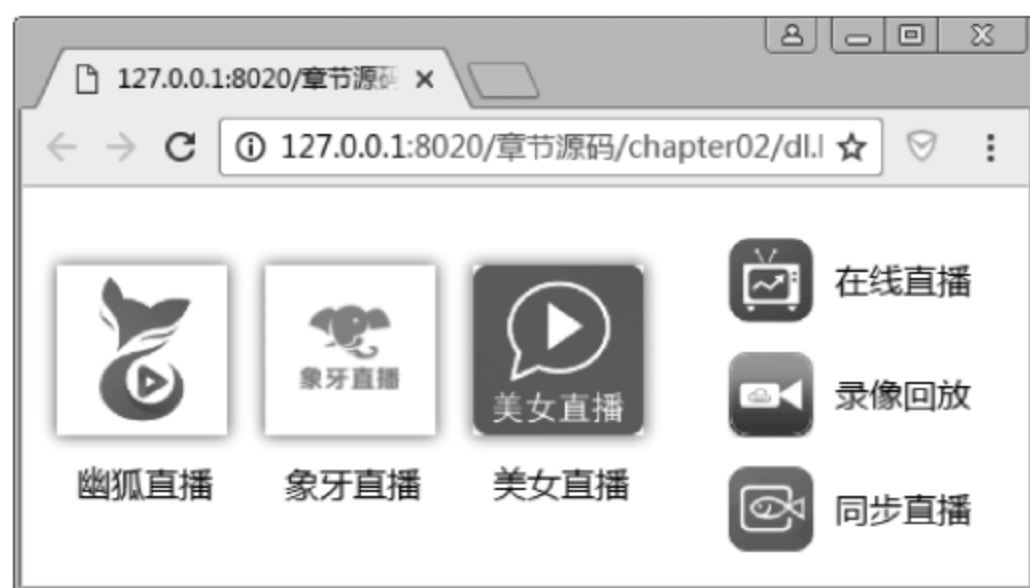 127.0.0.1:8020/章节源码
127.0.0.1:8020/章节源码/chapter02/dl.l
象牙直播
美女直播
幽狐直播
象牙直播
美女直播
在线直播
录像回放
同步直播